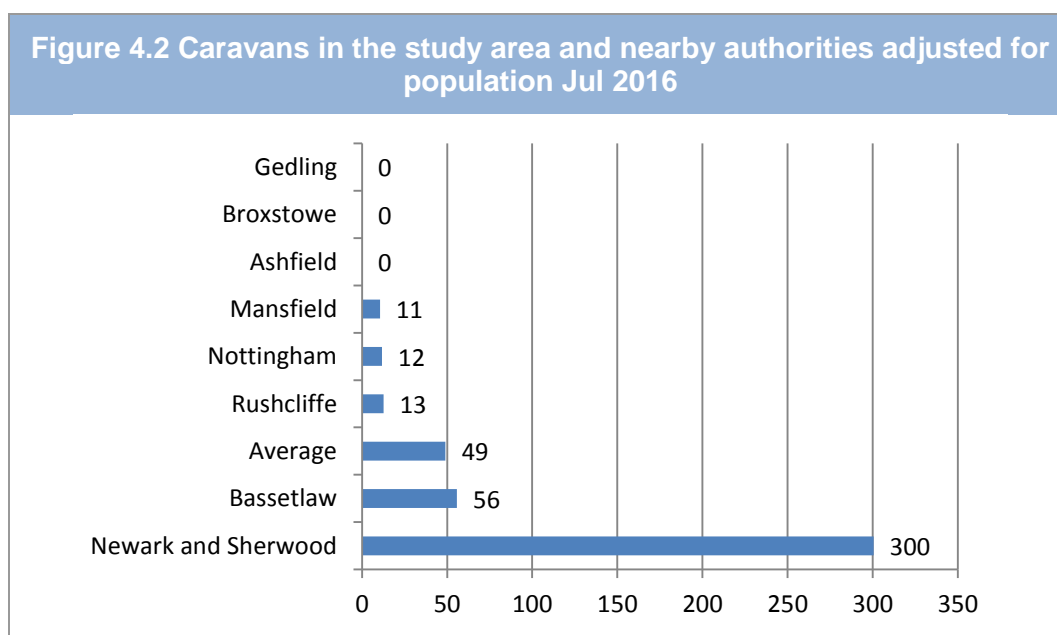 Figure 4.2 Caravans in the study area and nearby authorities adjusted for
population Jul 2016
Gedling 0
Broxstowe 0
Ashfield 0
Mansfield 11
Nottingham 12
Rushcliffe 13
Average 49
Bassetlaw 56
Newark and Sherwood 300
0 50 100 150 200 250 300 350